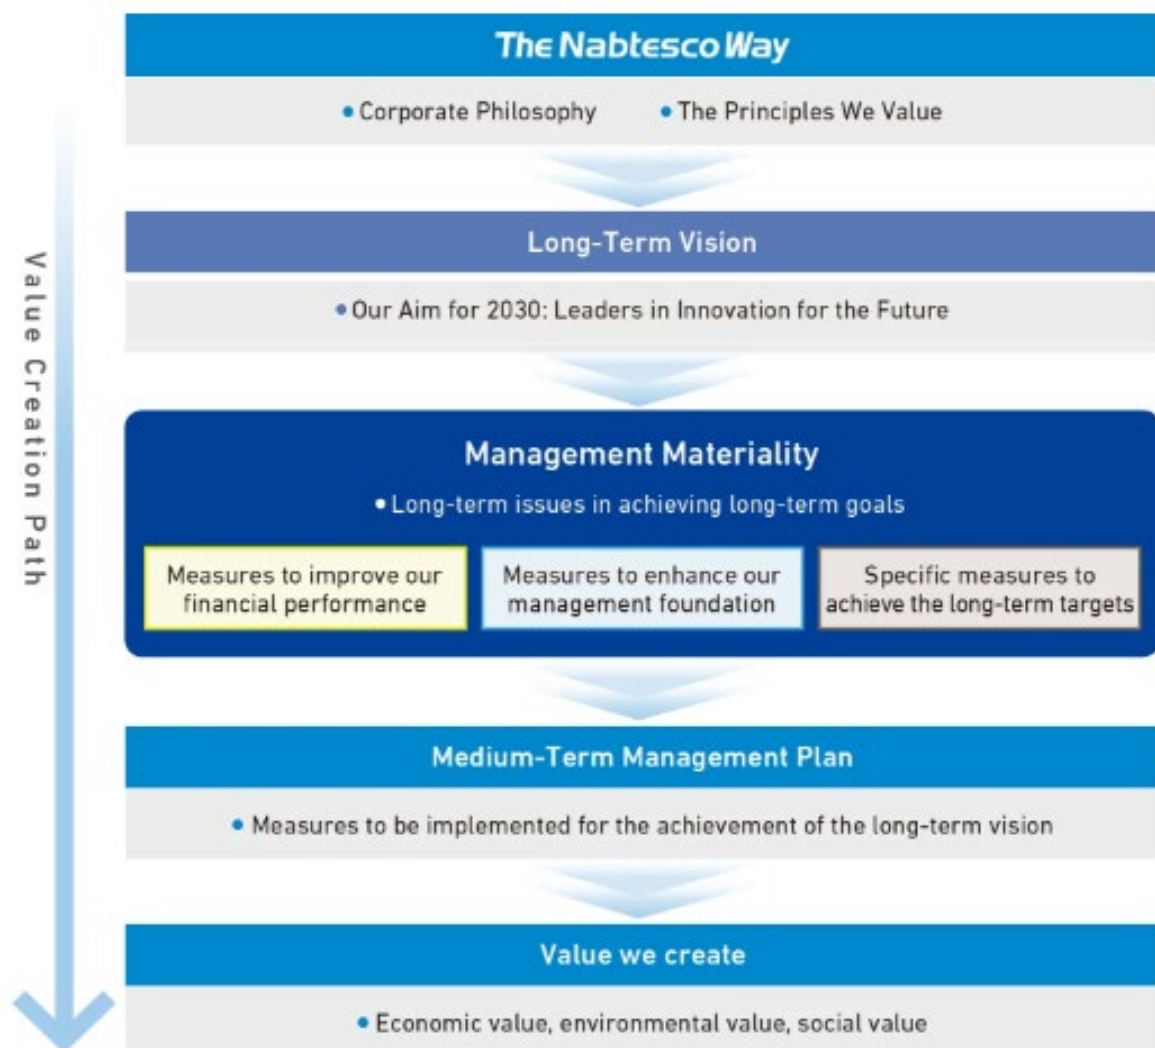 The Nabtesco Way
• Corporate Philosophy • The Principles We Value
Long-Term Vision
• Our Aim for 2030: Leaders in Innovation for the Future
Value Creation Path
Management Materiality
• Long-term issues in achieving long-term goals
Measures to improve our
financial performance
Measures to enhance our
management foundation
Specific measures to
achieve the long-term targets
Medium-Term Management Plan
• Measures to be implemented for the achievement of the long-term vision
Value we create
• Economic value, environmental value, social value